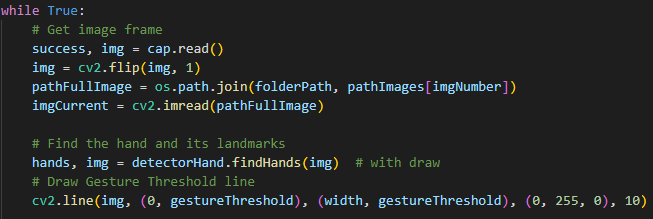 while True:
    # Get image frame
    success, img = cap.read()
    img = cv2.flip(img, 1)
    pathFullImage = os.path.join(folderPath, pathImages[imgNumber])
    imgCurrent = cv2.imread(pathFullImage)

    # Find the hand and its landmarks
    hands, img = detectorHand.findHands(img)  # with draw
    # Draw Gesture Threshold line
    cv2.line(img, (0, gestureThreshold), (width, gestureThreshold), (0, 255, 0), 10)